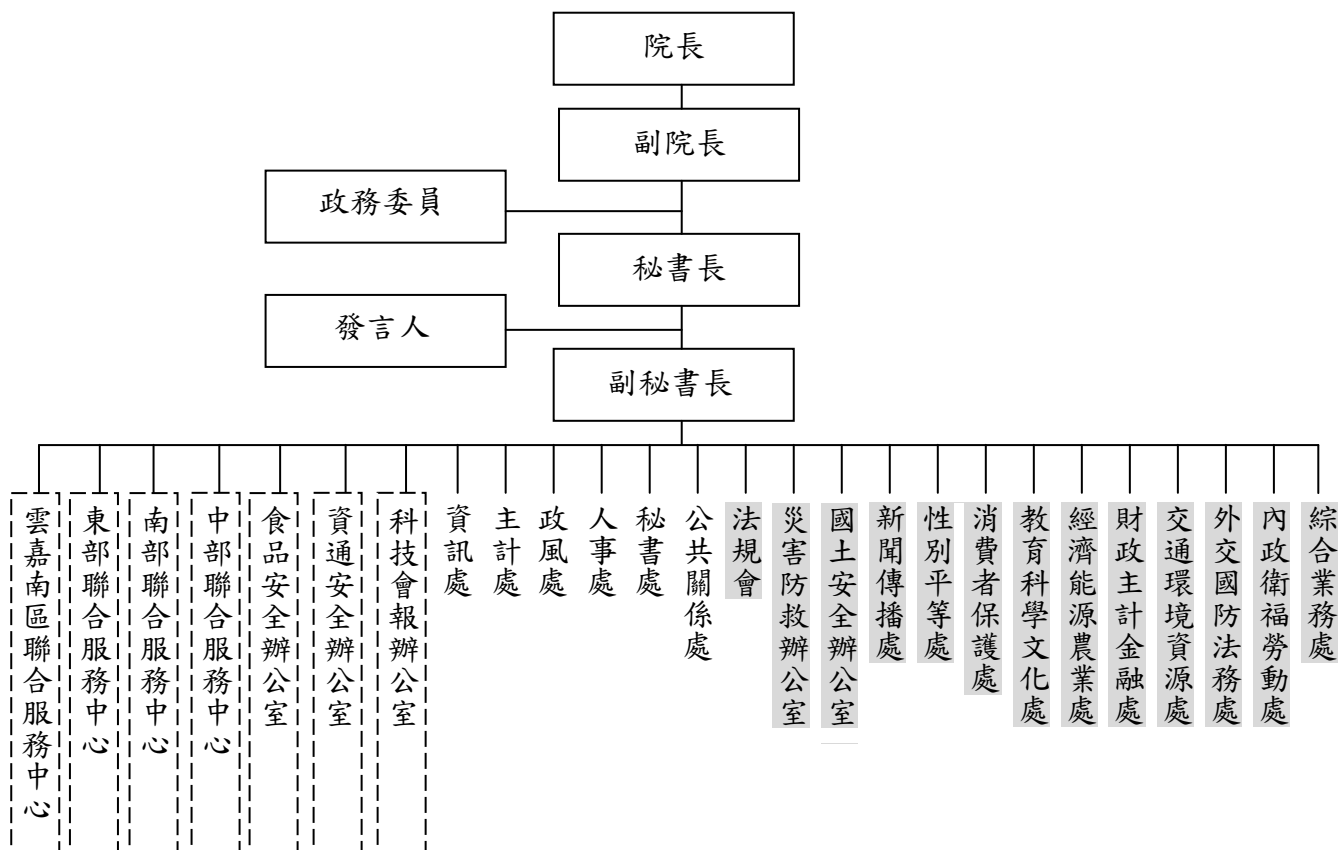 院長
副院長
政務委員
秘書長
發言人
副秘書長
綜合業務處
內政衛福勞動處
外交國防法務處
交通環境資源處
財政主計金融處
經濟能源農業處
教育科學文化處
消費者保護處
性別平等處
新聞傳播處
國土安全辦公室
災害防救辦公室
法規會
公共關係處
秘書處
人事處
政風處
主計處
資訊處
科技會報辦公室
資通安全辦公室
食品安全辦公室
中部聯合服務中心
南部聯合服務中心
東部聯合服務中心
雲嘉南區聯合服務中心